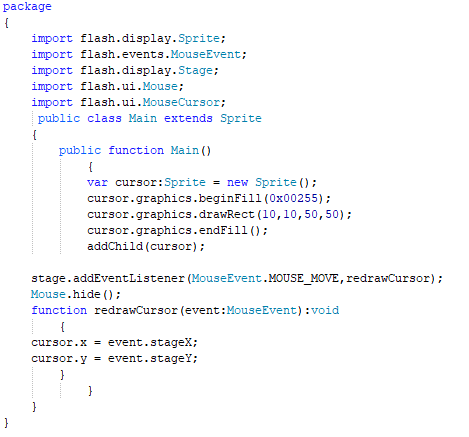 package
{
import flash.display.Sprite;
import flash.events.MouseEvent;
import flash.display.Stage;
import flash.ui.Mouse;
import flash.ui.MouseCursor;
public class Main extends Sprite
{
public function Main()
{
var cursor:Sprite = new Sprite();
cursor.graphics.beginFill(0x00255);
cursor.graphics.drawRect(10,10,50,50);
cursor.graphics.endFill();
addChild(cursor);
stage.addEventListener(MouseEvent.MOUSE_MOVE,redrawCursor);
Mouse.hide();
function redrawCursor(event:MouseEvent):void
{
cursor.x = event.stageX;
cursor.y = event.stageY;
}
}
}
}